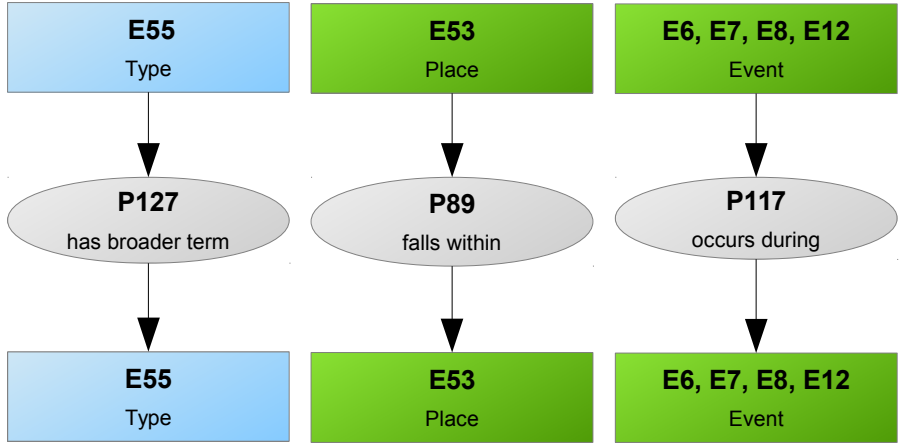 E55
Type
E53
Place
E6, E7, E8, E12
Event
P127
has broader term
P89
falls within
P117
occurs during
E55
Type
E53
Place
E6, E7, E8, E12
Event